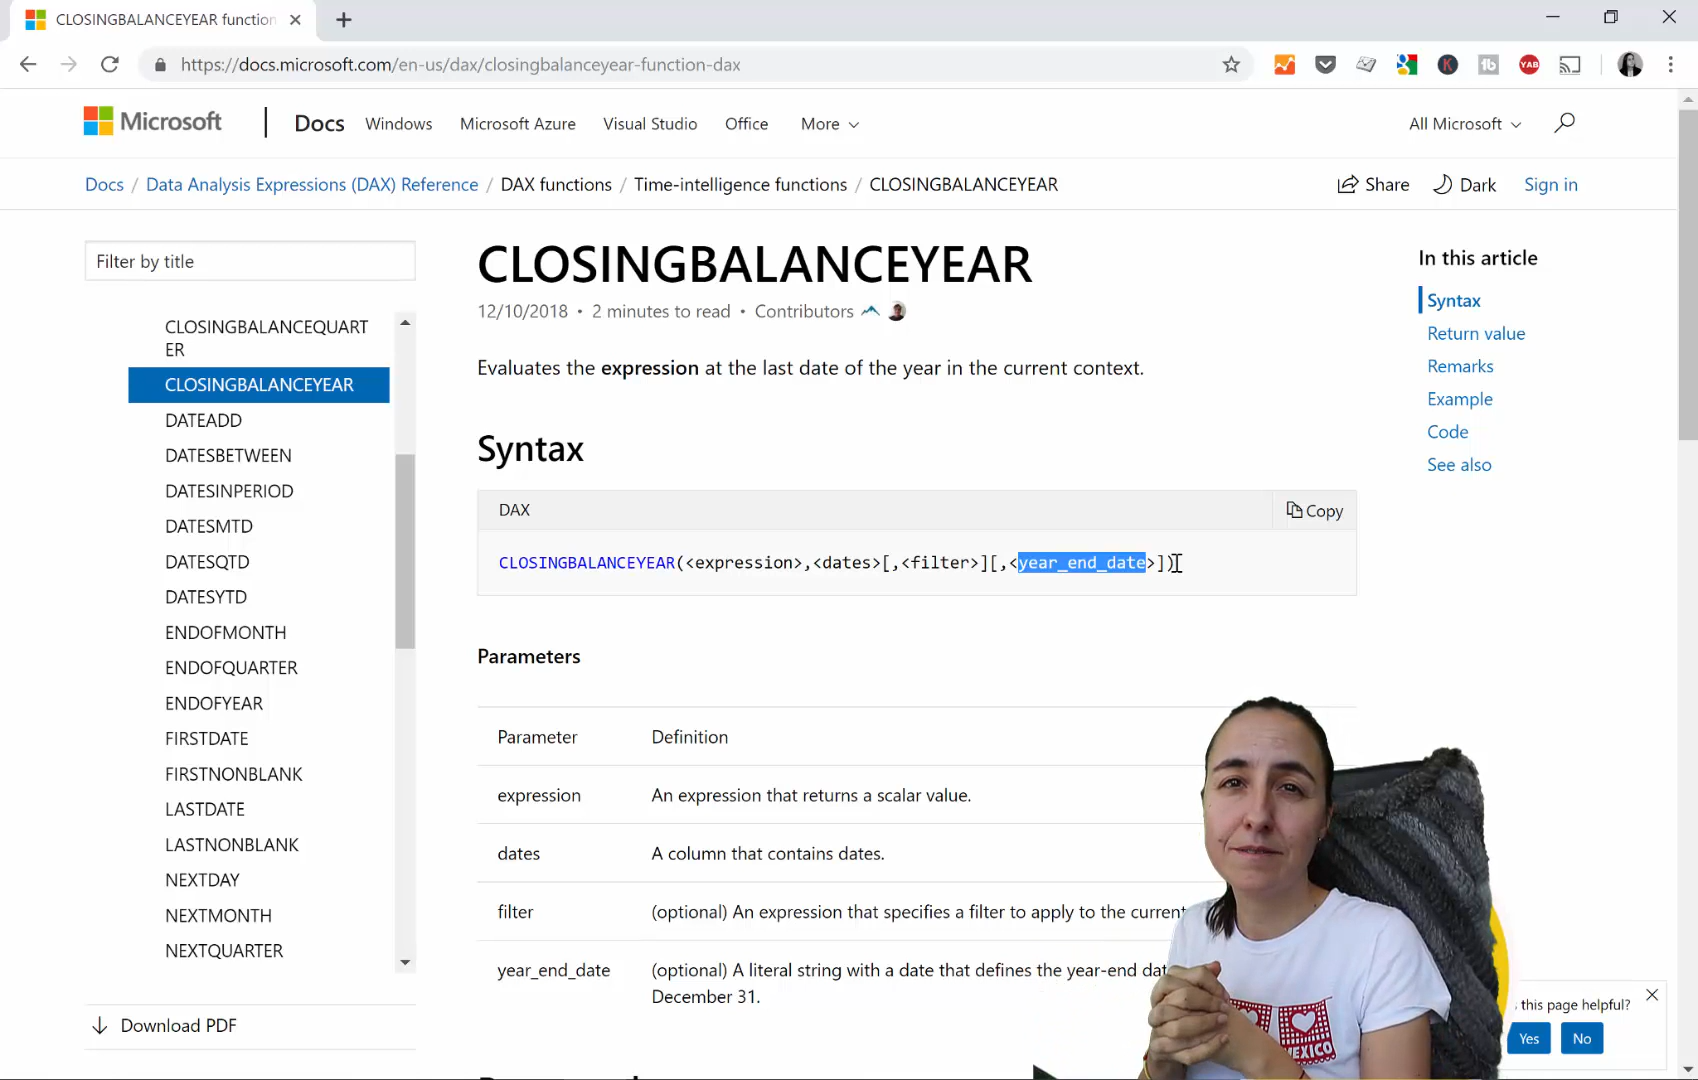 CLOSINGBALANCEYEAR function
https://docs.microsoft.com/en-us/dax/closingbalanceyear-function-dax
Microsoft
Docs Windows Microsoft Azure Visual Studio Office More
All Microsoft
Docs / Data Analysis Expressions (DAX) Reference / DAX functions / Time-intelligence functions / CLOSINGBALANCEYEAR
Share Dark Sign in
Filter by title
CLOSINGBALANCEQUART
ER
CLOSINGBALANCEYEAR
DATEADD
DATESBETWEEN
DATESINPERIOD
DATESMTD
DATESQTD
DATESYTD
ENDOFMONTH
ENDOFQUARTER
ENDOFYEAR
FIRSTDATE
FIRSTNONBLANK
LASTDATE
LASTNONBLANK
NEXTDAY
NEXTMONTH
NEXTQUARTER
Download PDF
CLOSINGBALANCEYEAR
12/10/2018 • 2 minutes to read • Contributors
Evaluates the expression at the last date of the year in the current context.
Syntax
DAX
Copy
CLOSINGBALANCEYEAR(<expression>,<dates>[,<filter>][,<year_end_date>])
Parameters
Parameter Definition
expression An expression that returns a scalar value.
dates A column that contains dates.
filter (optional) An expression that specifies a filter to apply to the current
year_end_date (optional) A literal string with a date that defines the year-end dat
December 31.
In this article
Syntax
Return value
Remarks
Example
Code
See also
this page helpful?
Yes No
MEXICO
YAB
K
tb